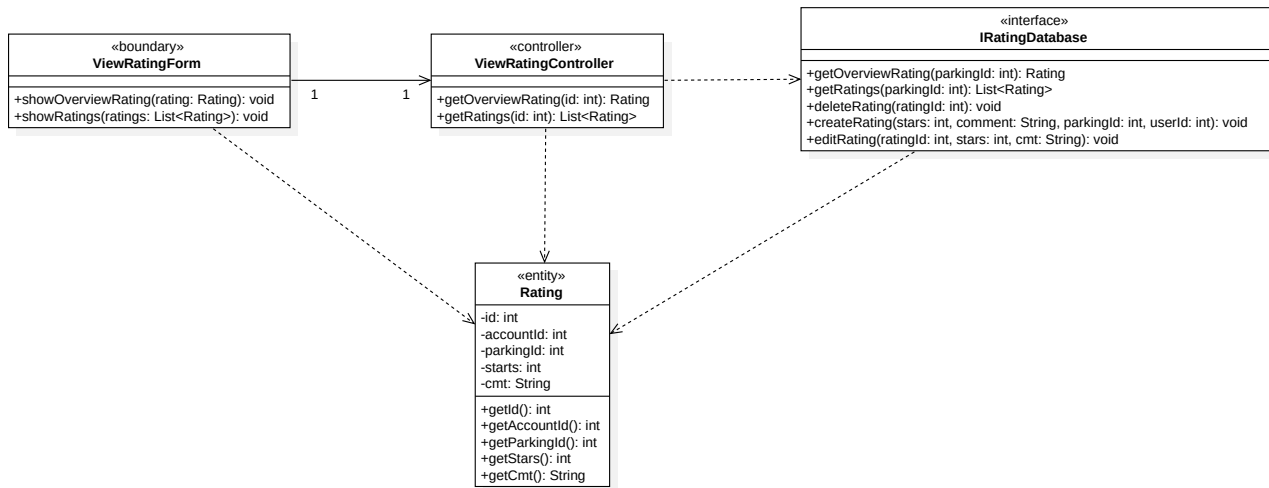 «boundary»
ViewRatingForm
+showOverviewRating(rating: Rating): void
+showRatings(ratings: List<Rating>): void
1
1
«controller»
ViewRatingController
+getOverviewRating(id: int): Rating
+getRatings(id: int): List<Rating>
«interface»
IRatingDatabase
+getOverviewRating(parkingId: int): Rating
+getRatings(parkingId: int): List<Rating>
+deleteRating(ratingId: int): void
+createRating(stars: int, comment: String, parkingId: int, userId: int): void
+editRating(ratingId: int, stars: int, cmt: String): void
«entity»
Rating
-id: int
-accountId: int
-parkingId: int
-starts: int
-cmt: String
+getId(): int
+getAccountId(): int
+getParkingId(): int
+getStars(): int
+getCmt(): String